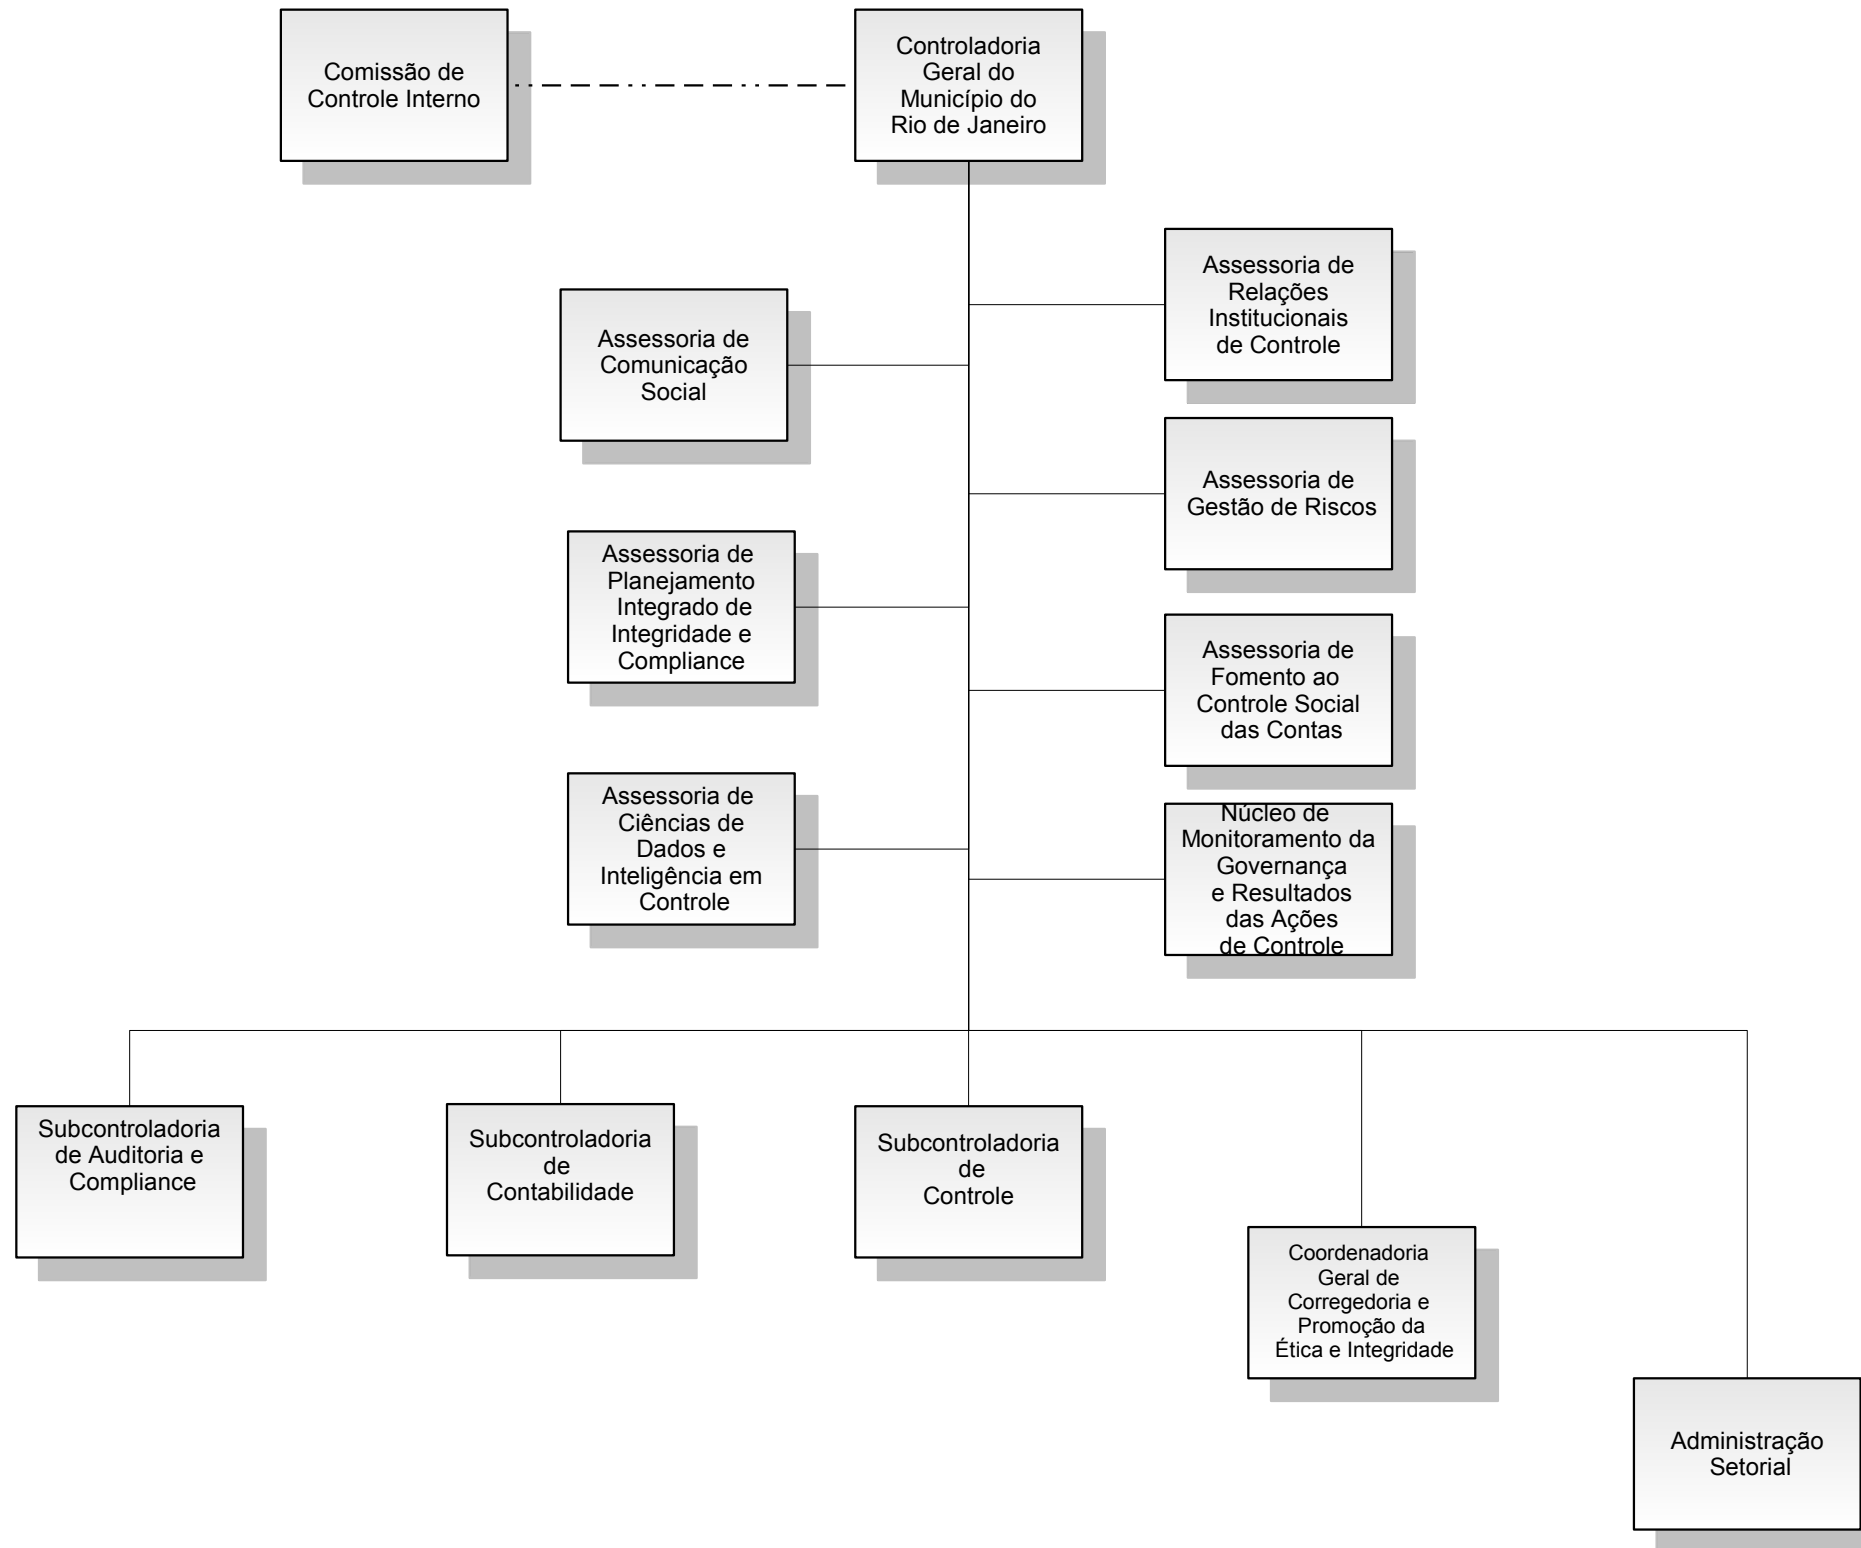 Comissão de
Controle Interno
Controladoria
Geral do
Município do
Rio de Janeiro
Assessoria de
Relações
Institucionais
de Controle
Assessoria de
Comunicação
Social
Assessoria de
Gestão de Riscos
Assessoria de
Planejamento
Integrado de
Integridade e
Compliance
Assessoria de
Fomento ao
Controle Social
das Contas
Assessoria de
Ciências de
Dados e
Inteligência em
Controle
Núcleo de
Monitoramento da
Governança
e Resultados
das Ações
de Controle
Subcontroladoria
de Auditoria e
Compliance
Subcontroladoria
de
Contabilidade
Subcontroladoria
de
Controle
Coordenadoria
Geral de
Corregedoria e
Promoção da
Ética e Integridade
Administração
Setorial